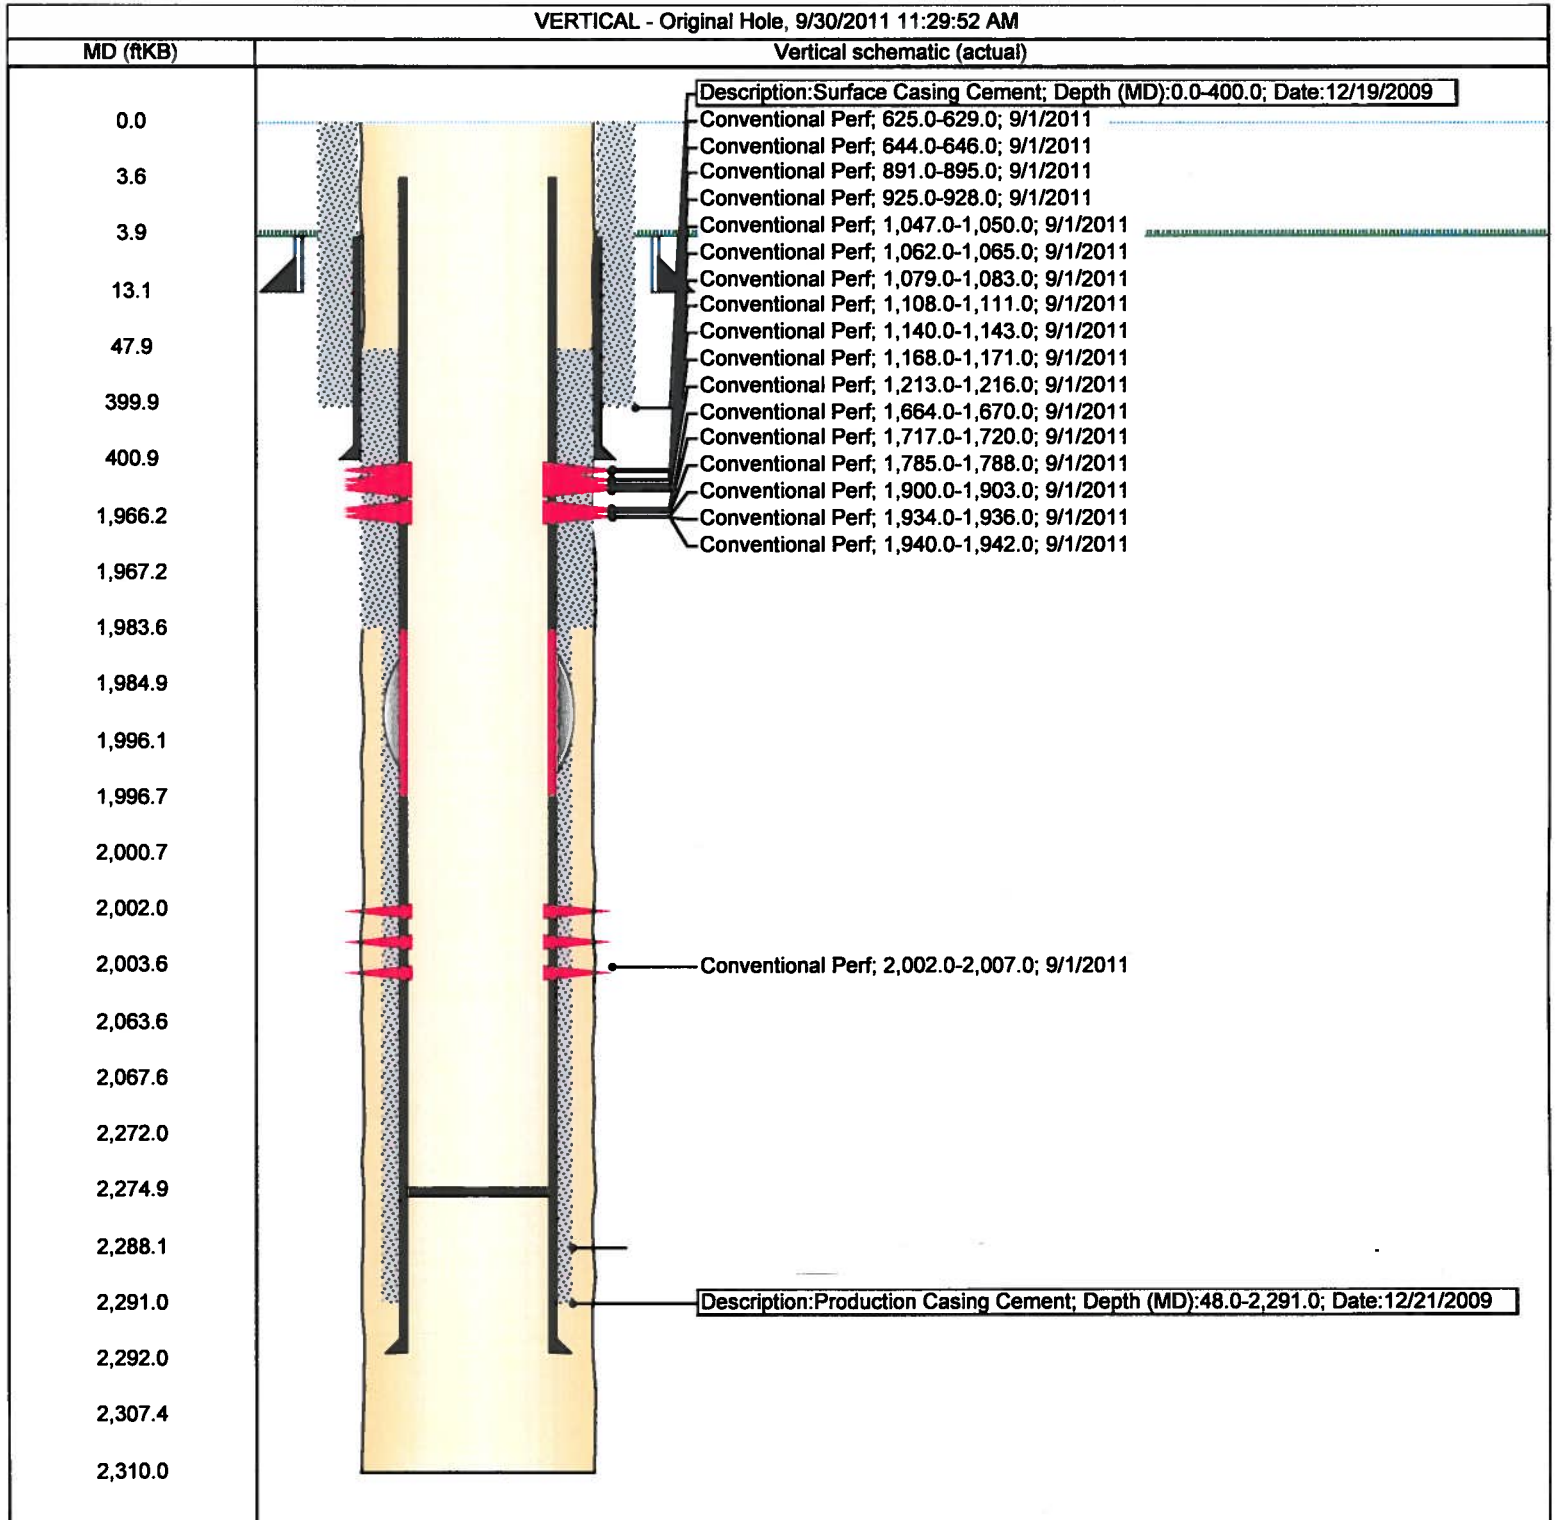 VERTICAL - Original Hole, 9/30/2011 11:29:52 AM
MD (ftKB)
Vertical schematic (actual)
Description:Surface Casing Cement; Depth (MD):0.0-400.0; Date:12/19/2009
0.0
Conventional Perf; 625.0-629.0; 9/1/2011
Conventional Perf; 644.0-646.0; 9/1/2011
3.6
Conventional Perf; 891.0-895.0; 9/1/2011
Conventional Perf; 925.0-928.0; 9/1/2011
3.9
Conventional Perf; 1,047.0-1,050.0; 9/1/2011
Conventional Perf; 1,062.0-1,065.0; 9/1/2011
Conventional Perf; 1,079.0-1,083.0; 9/1/2011
13.1
Conventional Perf; 1,108.0-1,111.0; 9/1/2011
Conventional Perf; 1,140.0-1,143.0; 9/1/2011
47.9
Conventional Perf; 1,168.0-1,171.0; 9/1/2011
Conventional Perf; 1,213.0-1,216.0; 9/1/2011
399.9
Conventional Perf; 1,664.0-1,670.0; 9/1/2011
Conventional Perf; 1,717.0-1,720.0; 9/1/2011
400.9
Conventional Perf; 1,785.0-1,788.0; 9/1/2011
Conventional Perf; 1,900.0-1,903.0; 9/1/2011
1,966.2
Conventional Perf; 1,934.0-1,936.0; 9/1/2011
Conventional Perf; 1,940.0-1,942.0; 9/1/2011
1,967.2
1,983.6
1,984.9
1,996.1
1,996.7
2,000.7
2,002.0
2,003.6
Conventional Perf; 2,002.0-2,007.0; 9/1/2011
2,063.6
2,067.6
2,272.0
2,274.9
2,288.1
2,291.0
Description:Production Casing Cement; Depth (MD):48.0-2,291.0; Date:12/21/2009
2,292.0
2,307.4
2,310.0